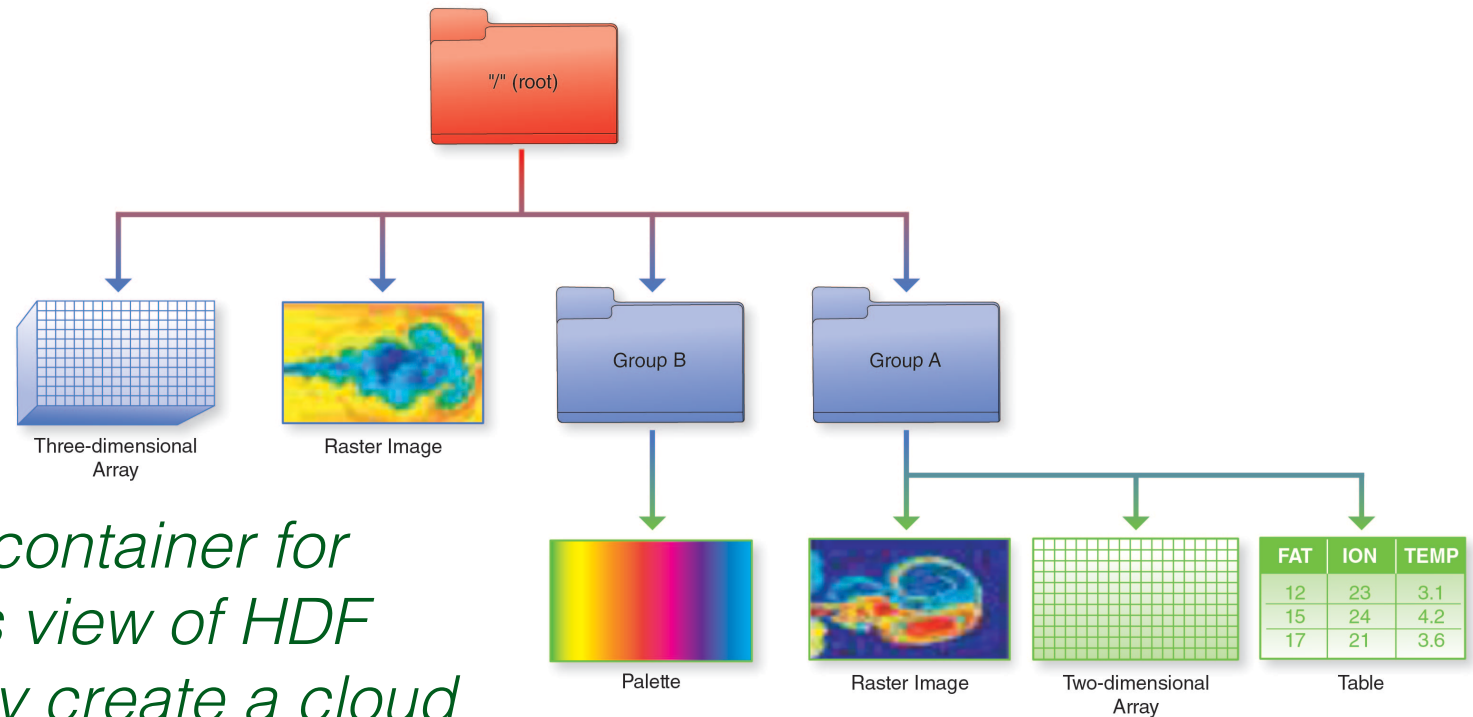 "/" (root)
Group B
Group A
Three-dimensional
Array
Raster Image
container for
view of HDF
create a cloud
FAT ION TEMP
12 23 3.1
15 24 4.2
17 21 3.6
Palette
Raster Image
Two-dimensional
Array
Table